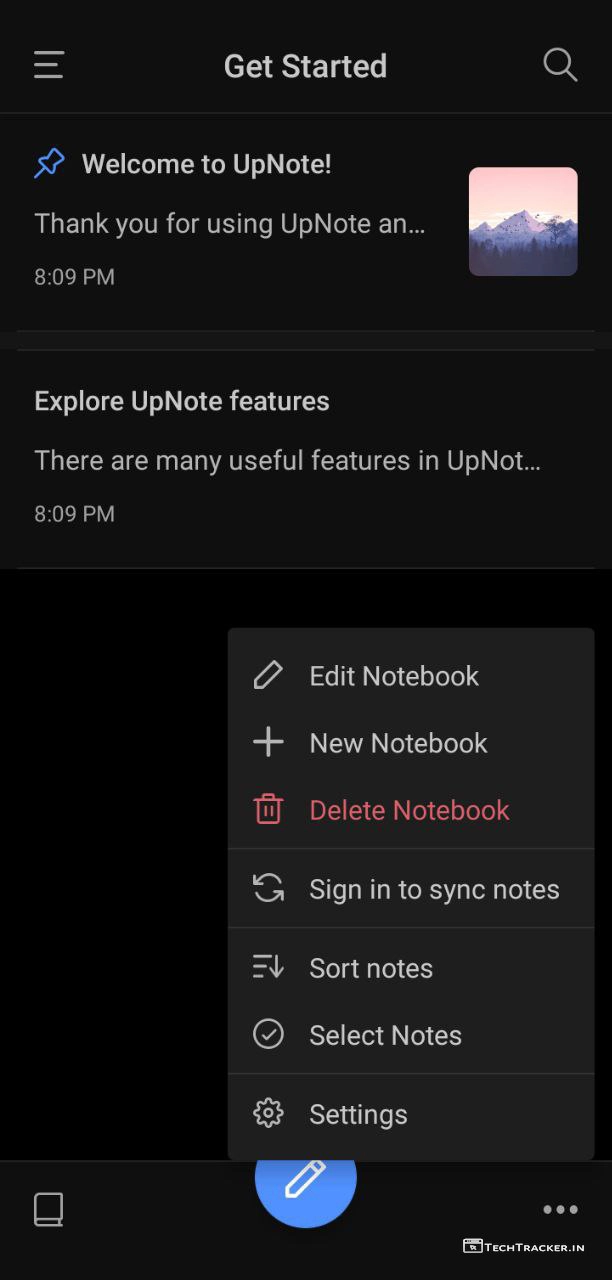 Get Started
Welcome to UpNote!
Thank you for using UpNote an...
8:09 PM
Explore UpNote features
There are many useful features in UpNot...
8:09 PM
Edit Notebook
New Notebook
Delete Notebook
Sign in to sync notes
Sort notes
Select Notes
Settings
TECHTRACKER.IN